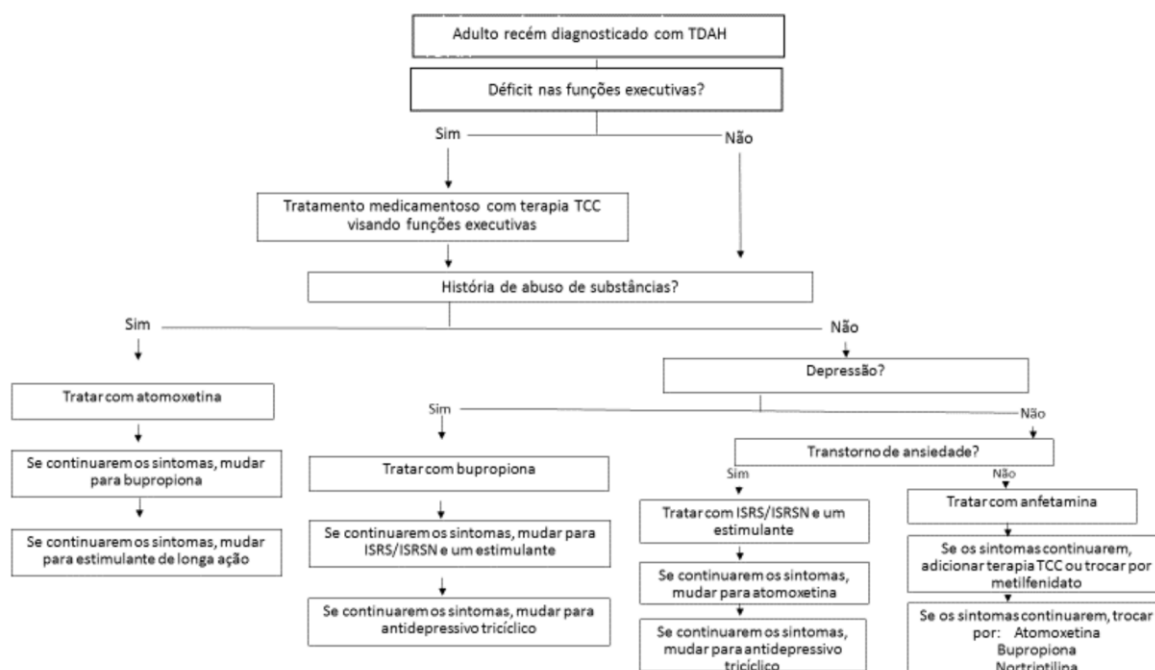 Adulto recém diagnosticado com TDAH
Déficit nas funções executivas?
Sim
Não
Tratamento medicamentoso com terapia TCC
visando funções executivas
História de abuso de substâncias?
Sim
Não
Depressão?
Tratar com atomoxetina
Sim
Não
Transtorno de ansiedade?
Se continuarem os sintomas, mudar
para bupropiona
Tratar com bupropiona
Sim
Não
Tratar com ISRS/ISRSN e um
estimulante
Tratar com anfetamina
Se continuarem os sintomas, mudar
para estimulante de longa ação
Se continuarem os sintomas, mudar para
ISRS/ISRSN e um estimulante
Se os sintomas continuarem,
adicionar terapia TCC ou trocar por
metilfenidato
Se continuarem os sintomas,
mudar para atomoxetina
Se continuarem os sintomas, mudar para
antidepressivo tricíclico
Se continuarem os sintomas,
mudar para antidepressivo
tricíclico
Se os sintomas continuarem, trocar
por: Atomoxetina
Bupropiona
Nortriptilina